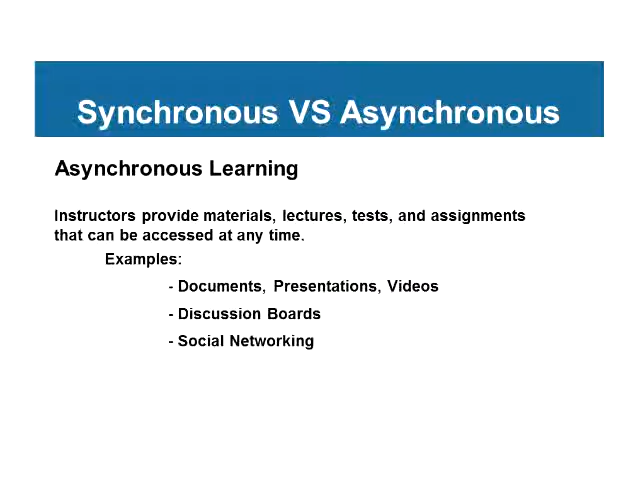 Synchronous VS Asynchronous
Asynchronous Learning
Instructors provide materials, lectures, tests, and assignments
that can be accessed at any time.
Examples:
- Documents, Presentations, Videos
- Discussion Boards
- Social Networking